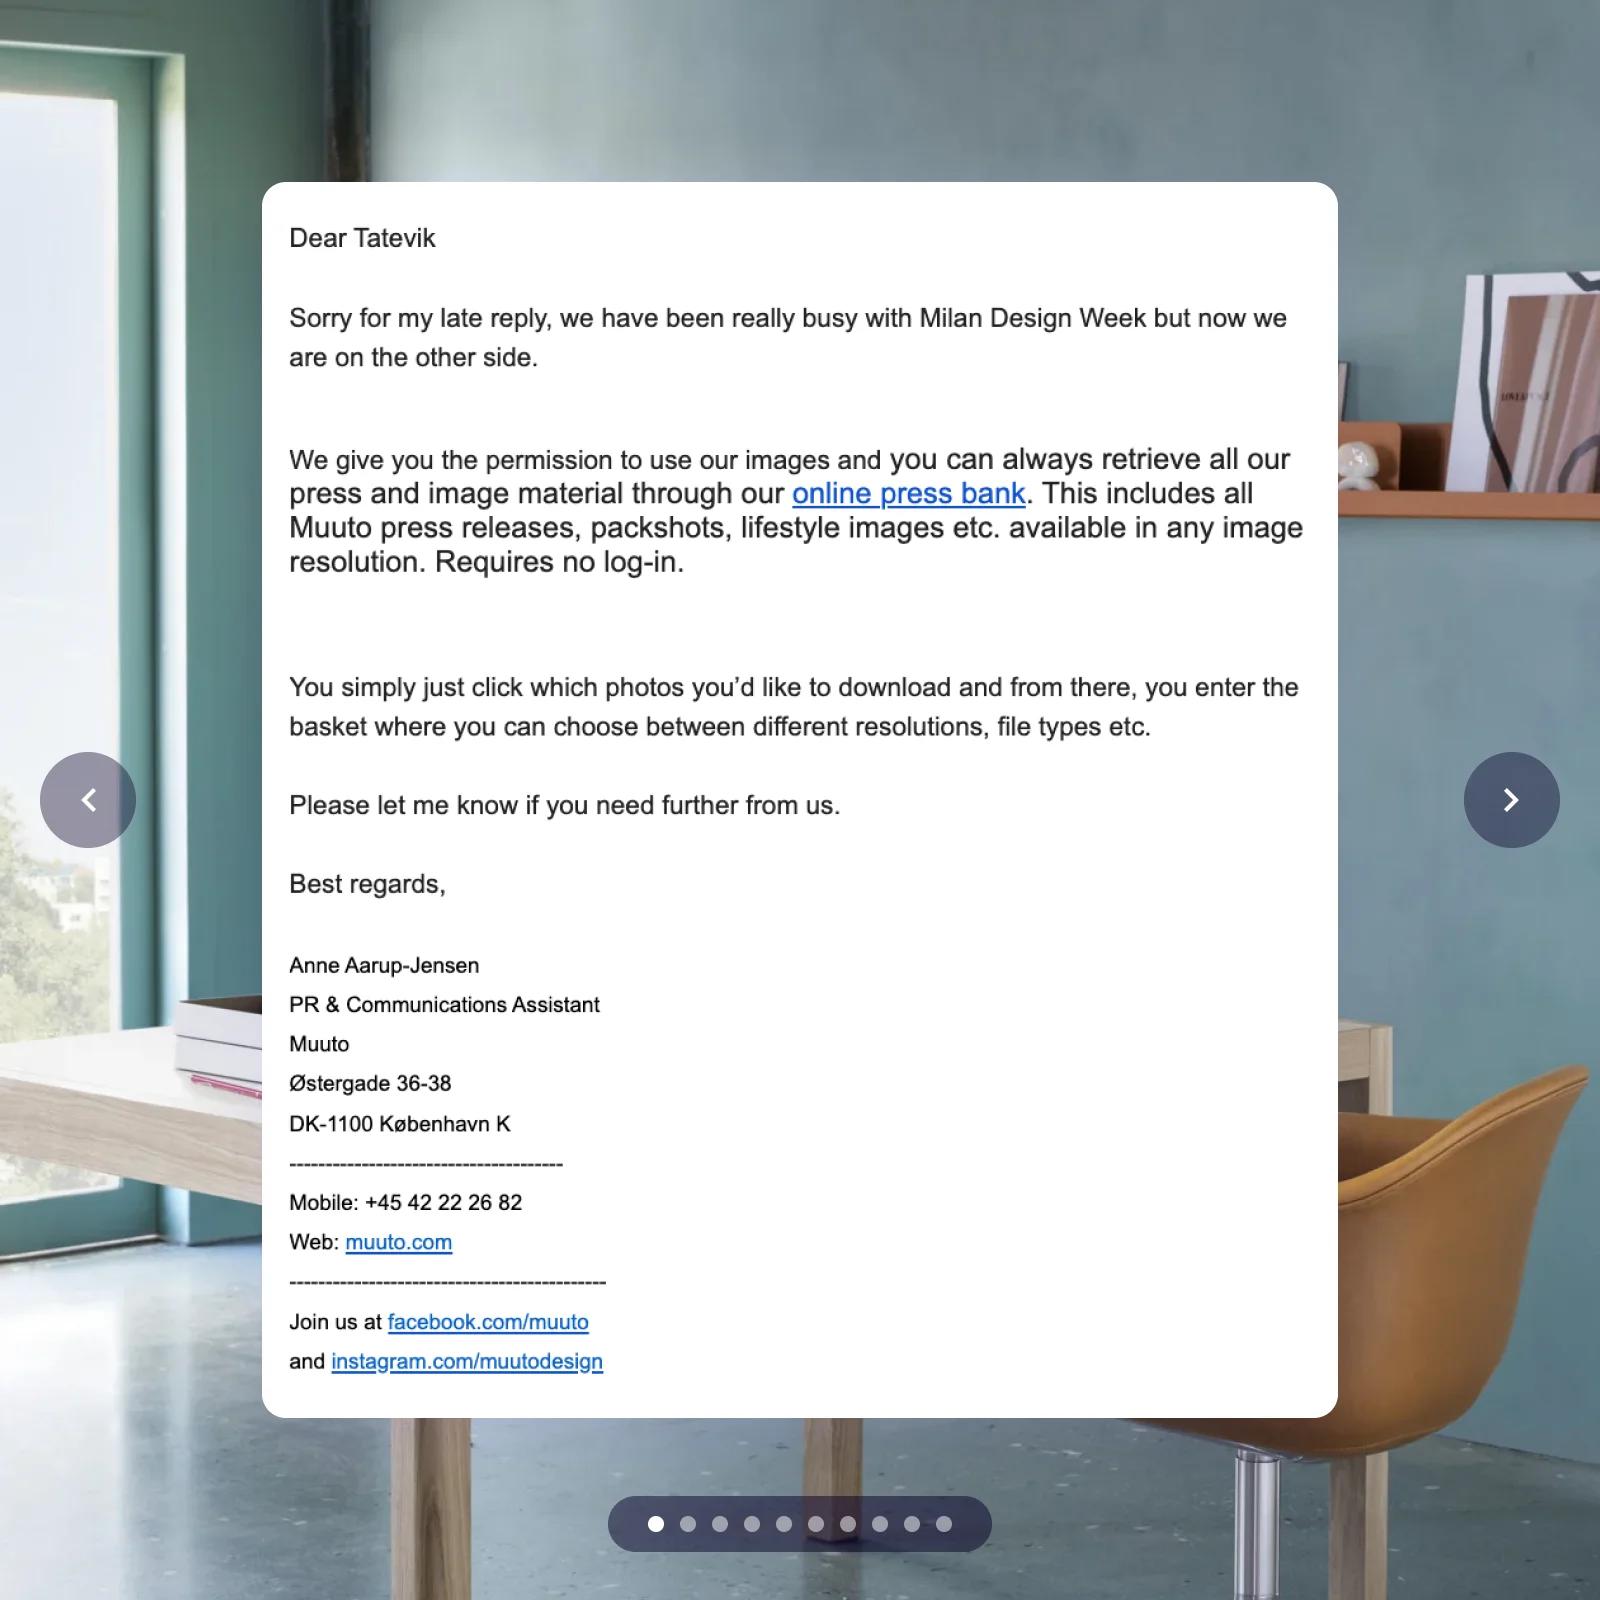 Dear Tatevik
Sorry for my late reply, we have been really busy with Milan Design Week but now we
are on the other side.
We give you the permission to use our images and you can always retrieve all our
press and image material through our online press bank. This includes all
Muuto press releases, packshots, lifestyle images etc. available in any image
resolution. Requires no log-in.
You simply just click which photos you’d like to download and from there, you enter the
basket where you can choose between different resolutions, file types etc.
Please let me know if you need further from us.
Best regards,
Anne Aarup-Jensen
PR & Communications Assistant
Muuto
Østergade 36-38
DK-1100 København K
--------------------------------------
Mobile: +45 42 22 26 82
Web: muuto.com
--------------------------------------------
Join us at facebook.com/muuto
and instagram.com/muutodesign